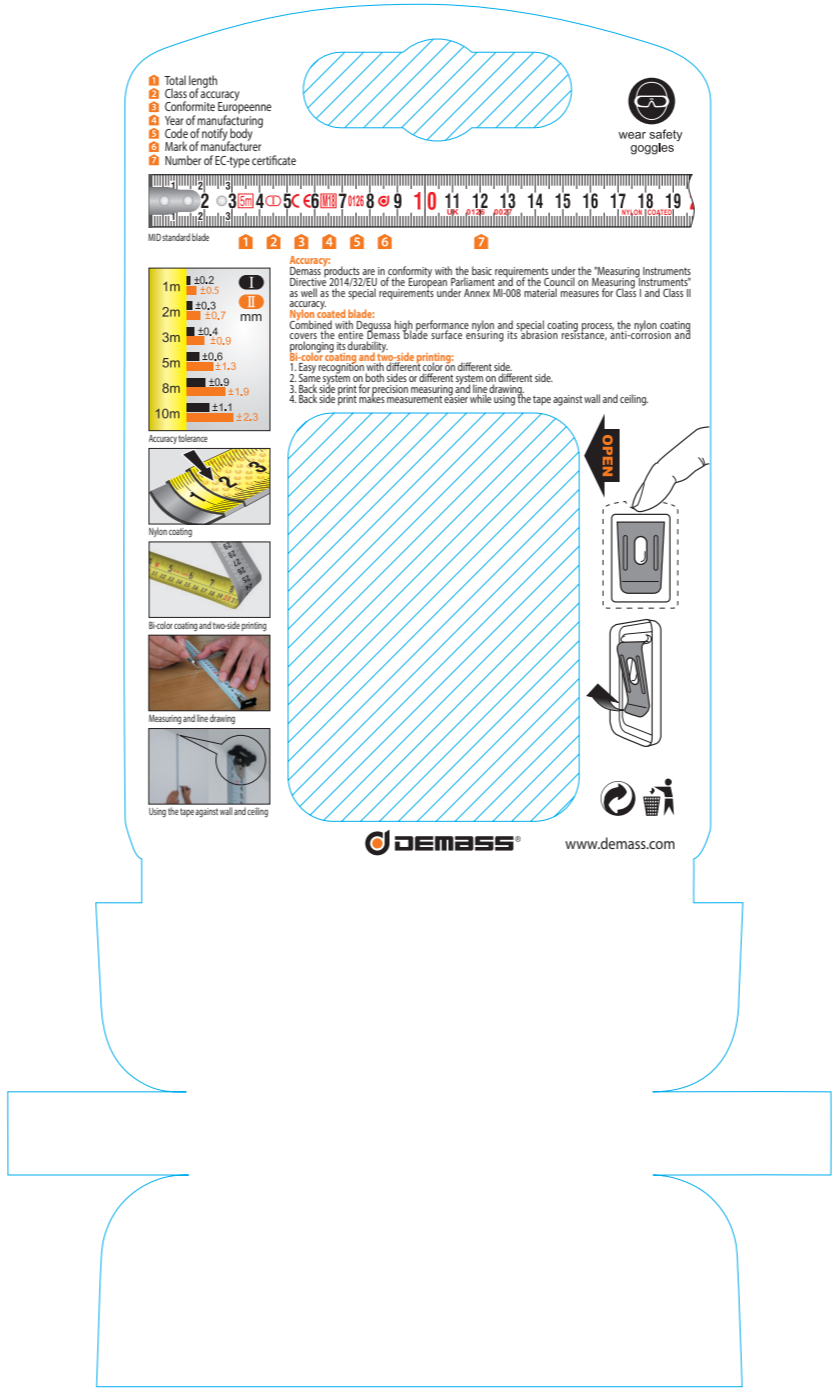 1 Total length
2 Class of accuracy
3 Conformite Europeenne
4 Year of manufacturing
5 Code of notify body
6 Mark of manufacturer
7 Number of EC-type certificate
wear safety
goggles
1 2 3
2 3 5m 4 I 5 CE 6 M18 7 0126 8 9 10 11 12 13 14 15 16 17 18 19
UK 0126 0027 NYLON COATED
1 2 3
MID standard blade
1 2 3 4 5 6 7
Accuracy:
Demass products are in conformity with the basic requirements under the "Measuring Instruments
Directive 2014/32/EU of the European Parliament and of the Council on Measuring Instruments"
as well as the special requirements under Annex MI-008 material measures for Class I and Class II
accuracy.
Nylon coated blade:
Combined with Degussa high performance nylon and special coating process, the nylon coating
covers the entire Demass blade surface ensuring its abrasion resistance, anti-corrosion and
prolonging its durability.
Bi-color coating and two-side printing:
1. Easy recognition with different color on different side.
2. Same system on both sides or different system on different side.
3. Back side print for precision measuring and line drawing.
4. Back side print makes measurement easier while using the tape against wall and ceiling.
I
II
mm
1m ±0.2 ±0.5
2m ±0.3 ±0.7
3m ±0.4 ±0.9
5m ±0.6 ±1.3
8m ±0.9 ±1.9
10m ±1.1 ±2.3
Accuracy tolerance
1 2 3
Nylon coating
Bi-color coating and two-side printing
Measuring and line drawing
Using the tape against wall and ceiling
OPEN
DEMASS®
www.demass.com